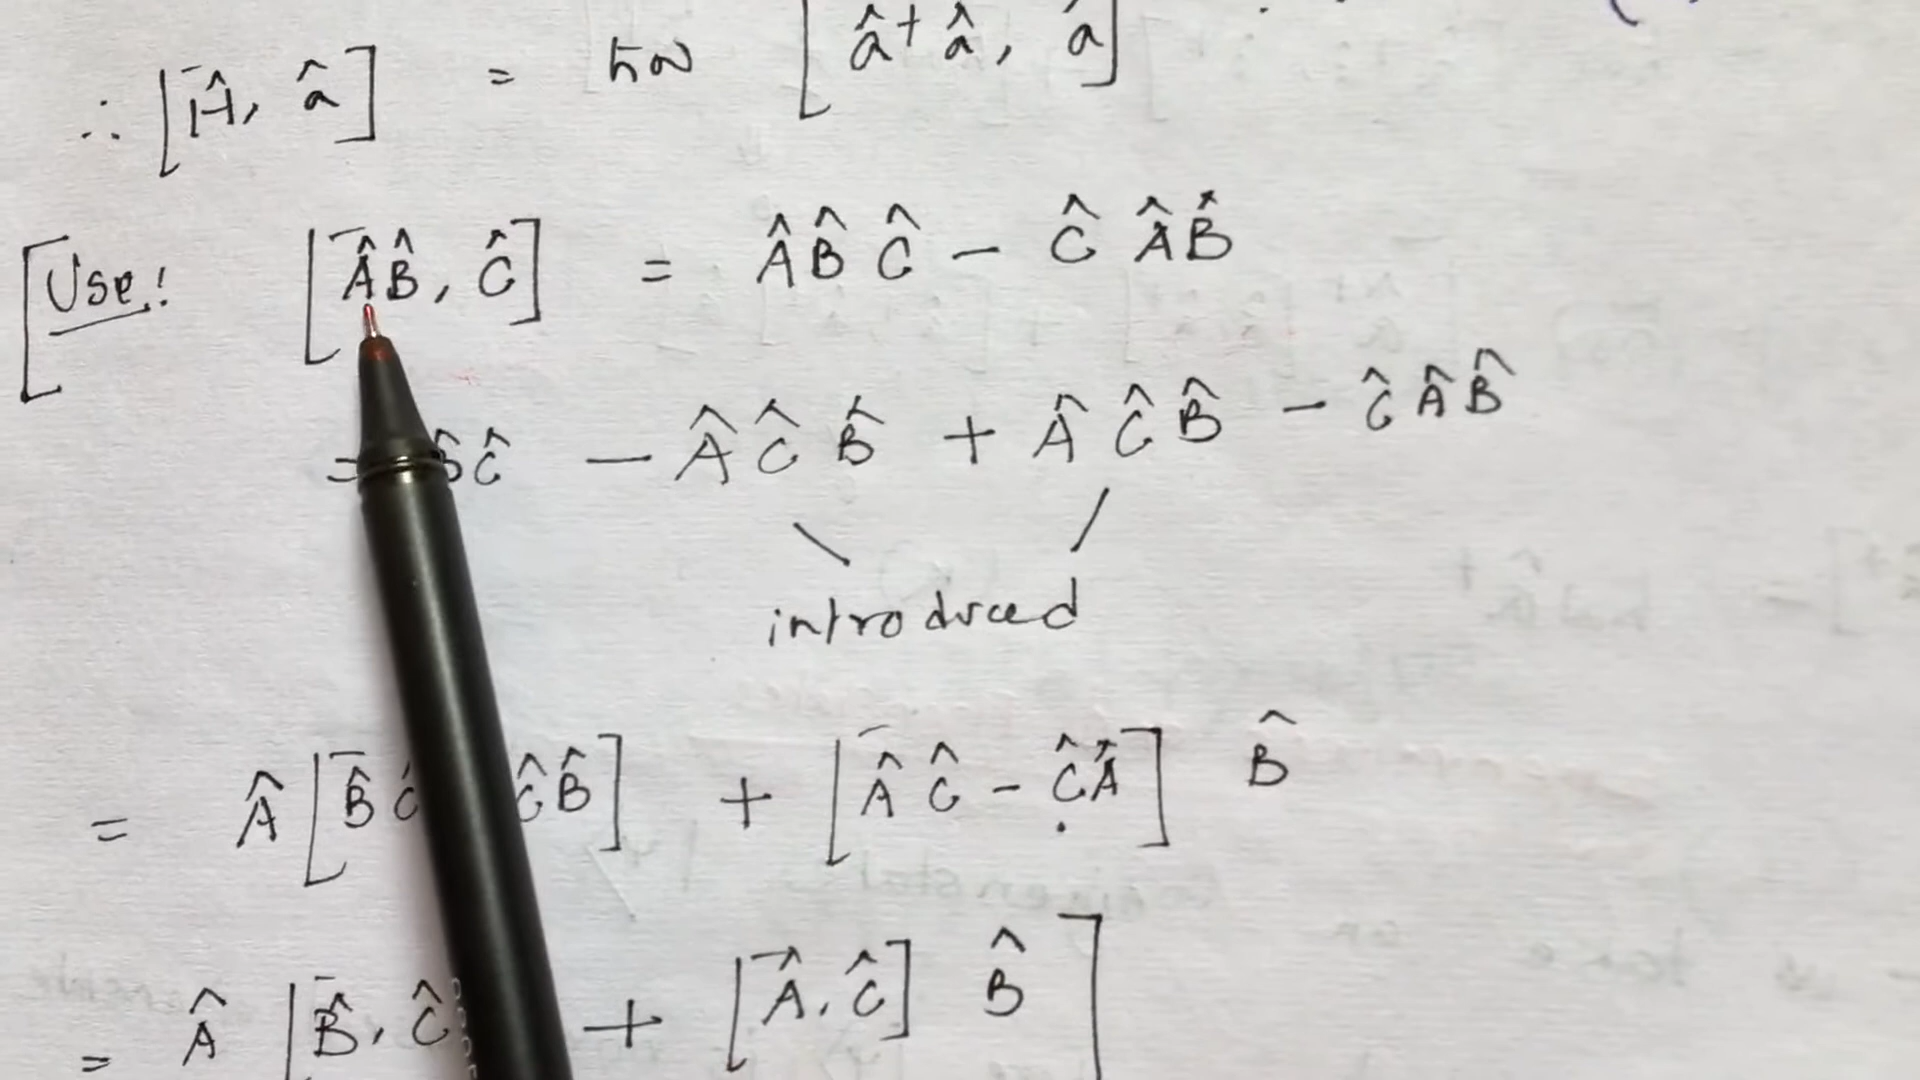 ∴ [Ĥ, â] = ħω [â⁺ â, â]
[Use! [ÂB̂, Ĉ] = ÂB̂Ĉ − ĈÂB̂
= B̂Ĉ − ÂĈB̂ + ÂĈB̂ − ĈÂB̂
introduced
= Â [B̂Ĉ ĈB̂] + [ÂĈ − ĈÂ] B̂
= Â [B̂, Ĉ + [Â, Ĉ] B̂ ]